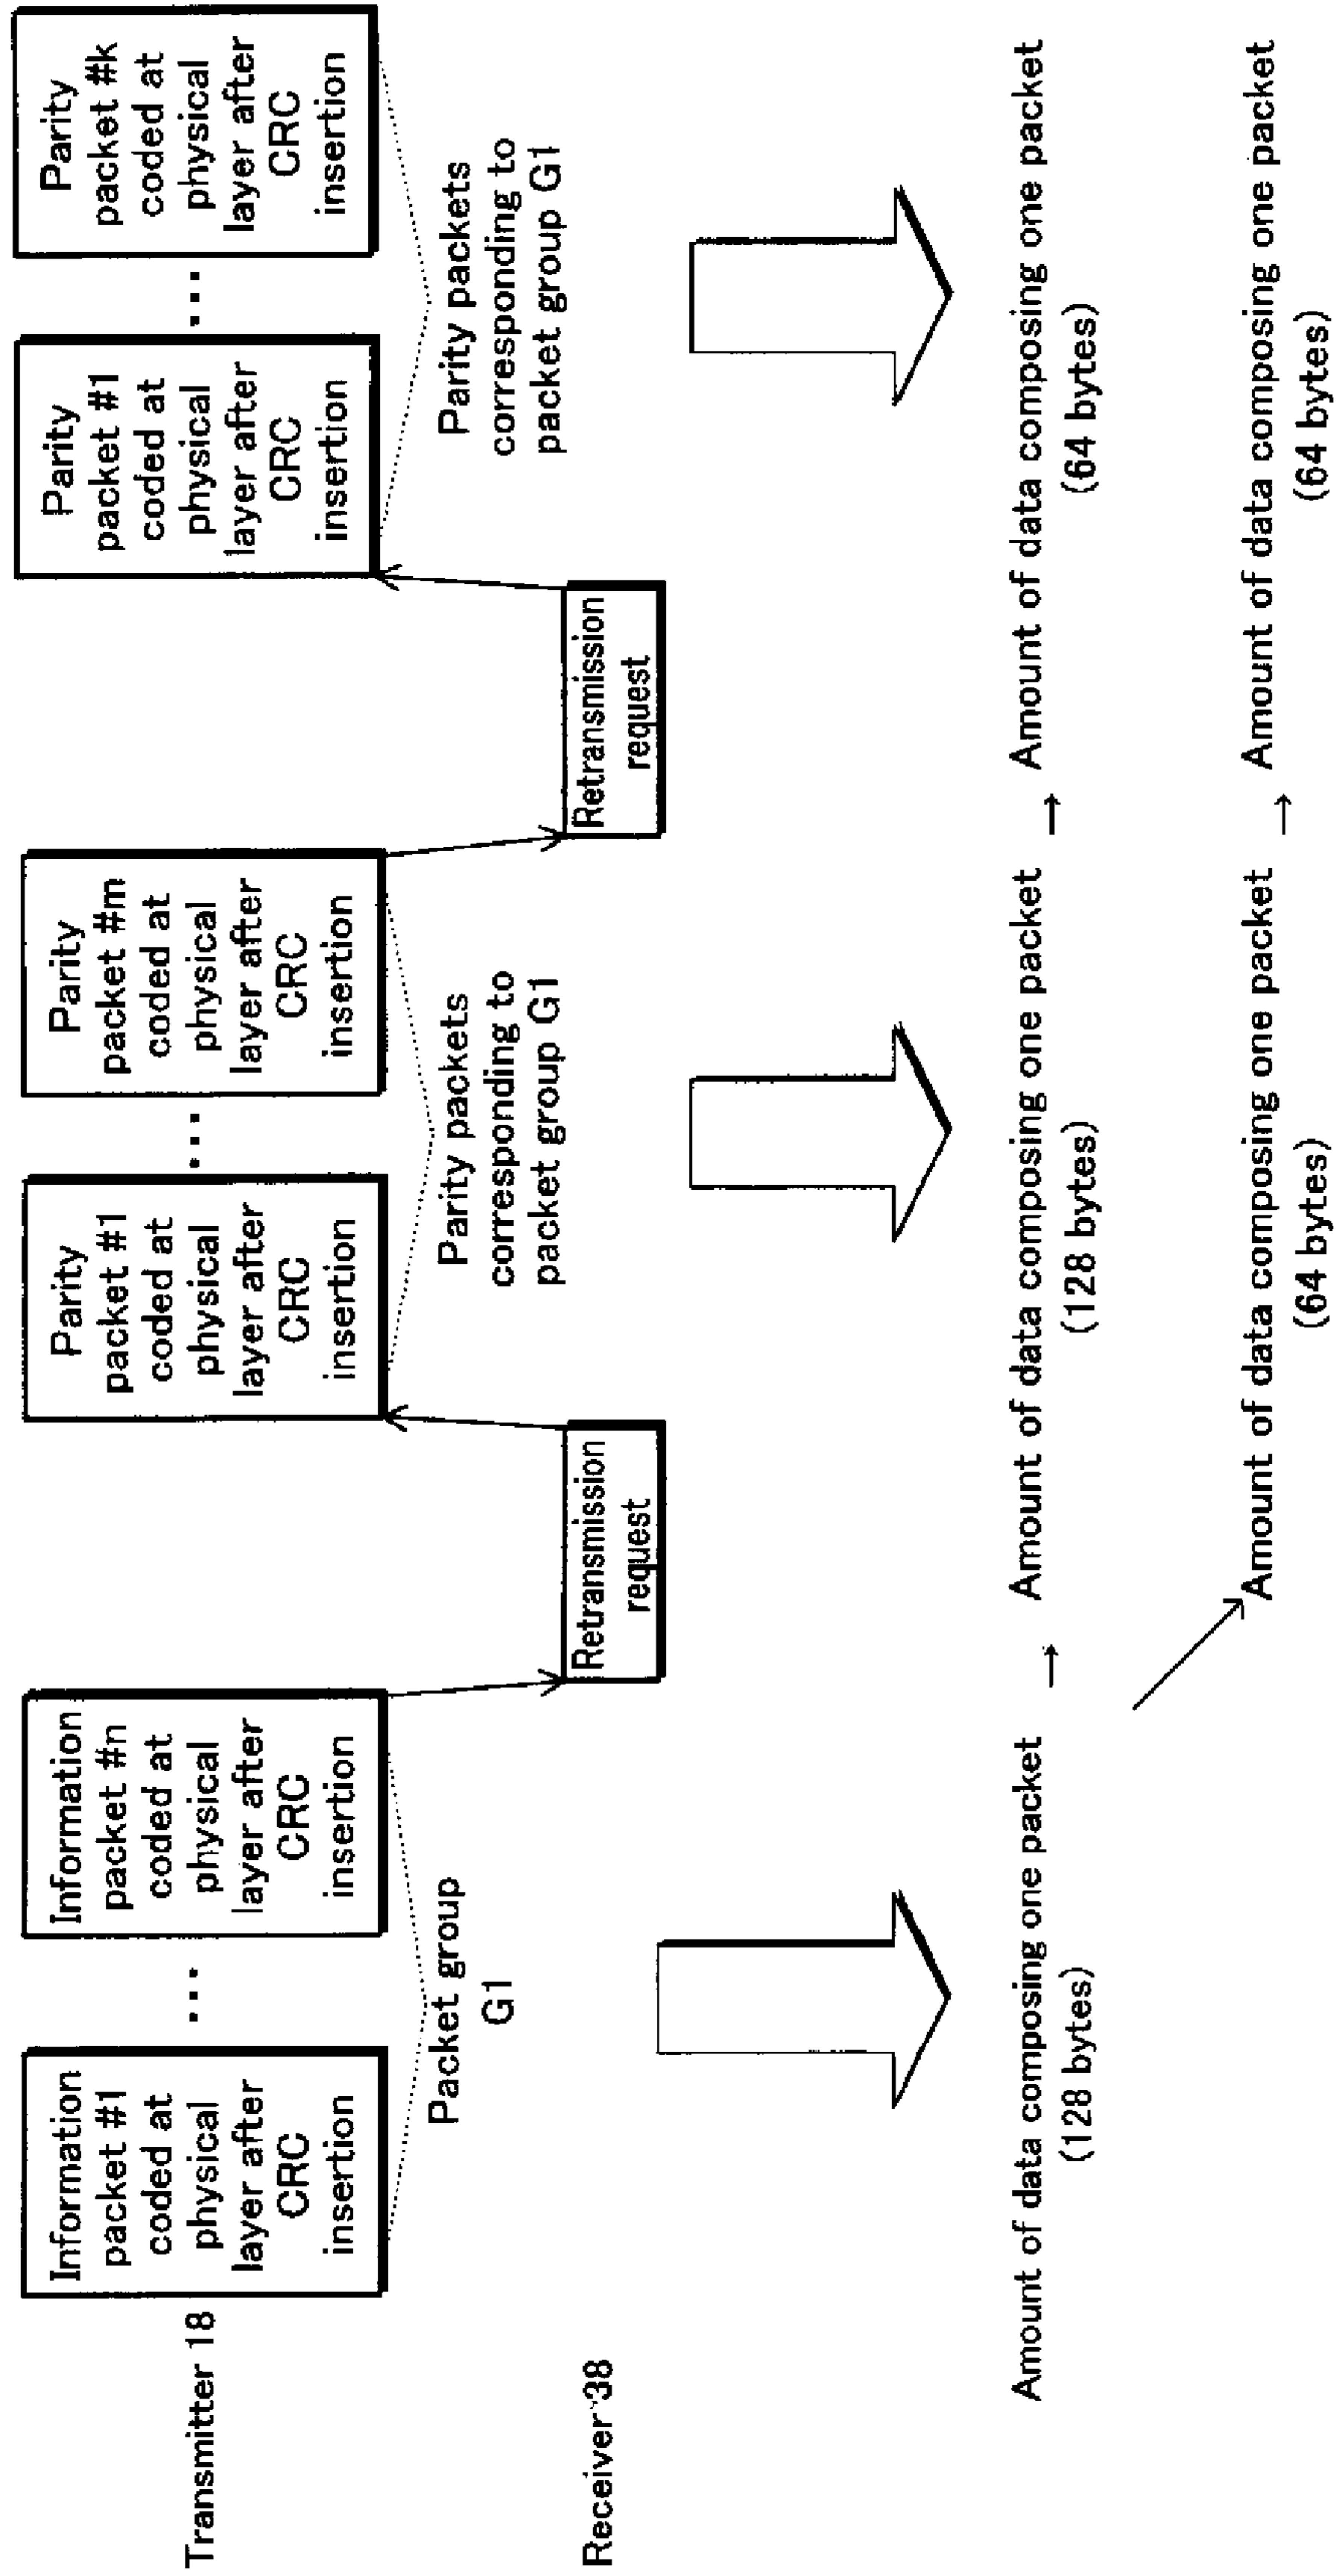 Transmitter 18
Information
packet #1
coded at
physical
layer after
CRC
insertion
...
Information
packet #n
coded at
physical
layer after
CRC
insertion
Parity
packet #1
coded at
physical
layer after
CRC
insertion
...
Parity
packet #m
coded at
physical
layer after
CRC
insertion
Parity
packet #1
coded at
physical
layer after
CRC
insertion
...
Parity
packet #k
coded at
physical
layer after
CRC
insertion
Packet group
G1
Parity packets
corresponding to
packet group G1
Parity packets
corresponding to
packet group G1
Receiver 38
Retransmission
request
Retransmission
request
Amount of data composing one packet
(128 bytes)
→
Amount of data composing one packet
(128 bytes)
→
Amount of data composing one packet
(64 bytes)
Amount of data composing one packet
(64 bytes)
→
Amount of data composing one packet
(64 bytes)